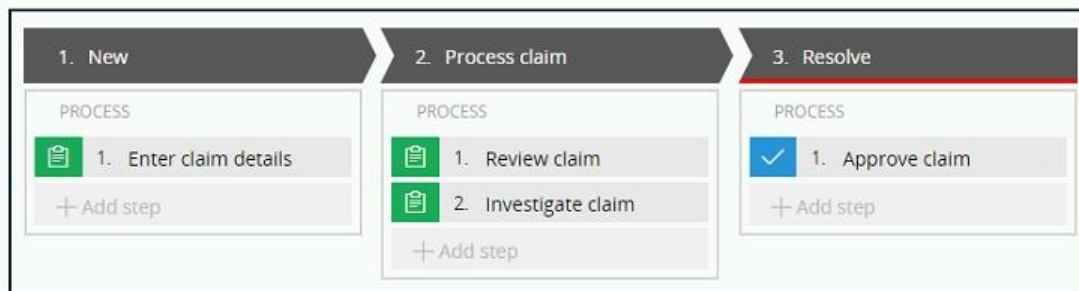 1. New
2. Process claim
3. Resolve
PROCESS
1. Enter claim details
+ Add step
PROCESS
1. Review claim
2. Investigate claim
+ Add step
PROCESS
1. Approve claim
+ Add step